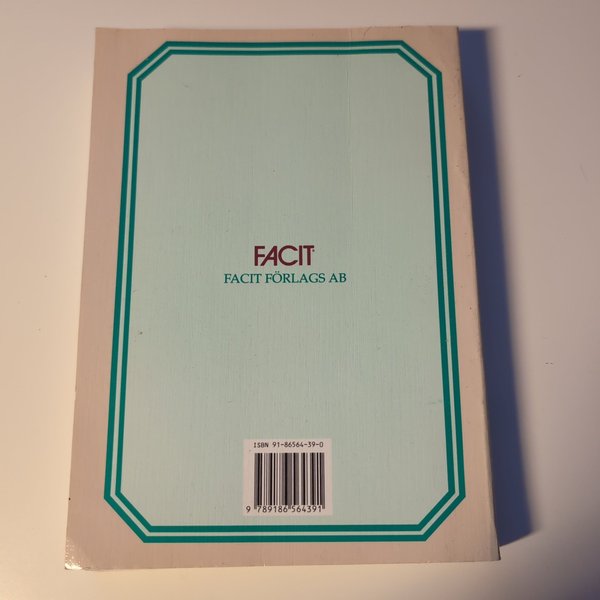 FACIT
FACIT FÖRLAGS AB
ISBN 91-86564-39-0
9 789186 564391